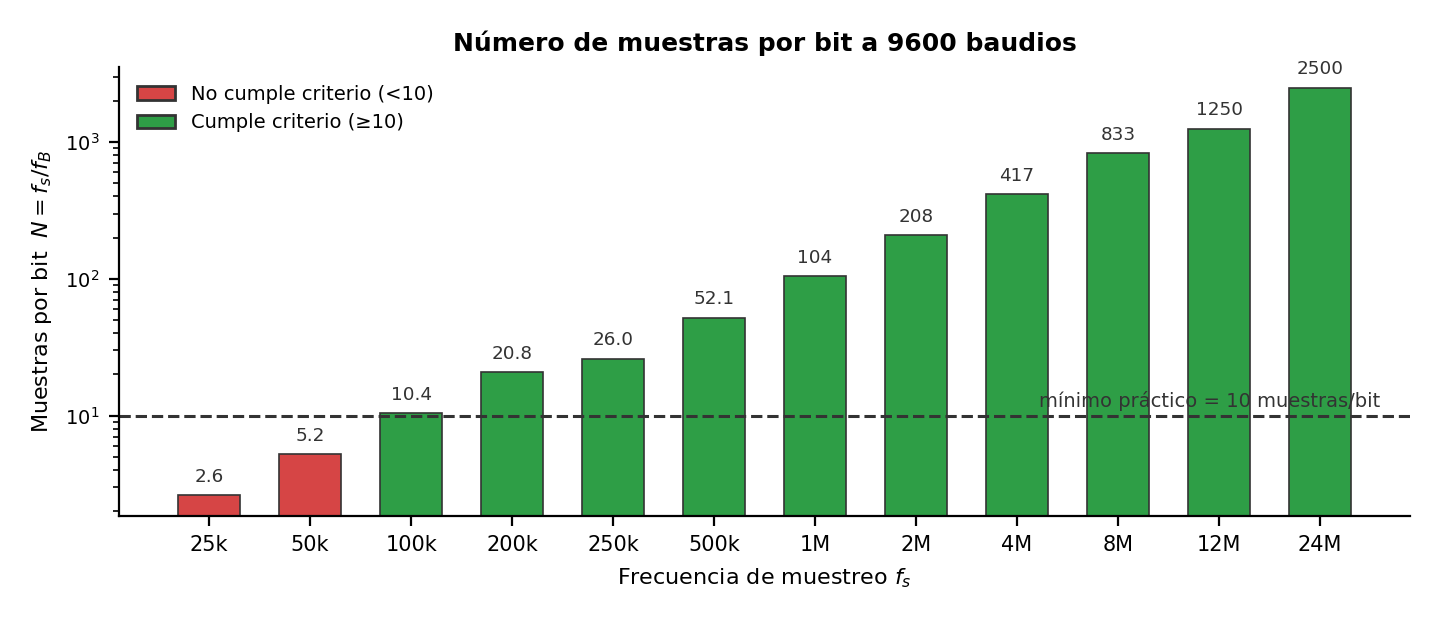 Número de muestras por bit a 9600 baudios
No cumple criterio (<10)
Cumple criterio (≥10)
Muestras por bit N = f_s/f_B
10³
10²
10¹
2.6
5.2
10.4
20.8
26.0
52.1
104
208
417
833
1250
2500
mínimo práctico = 10 muestras/bit
25k 50k 100k 200k 250k 500k 1M 2M 4M 8M 12M 24M
Frecuencia de muestreo f_s